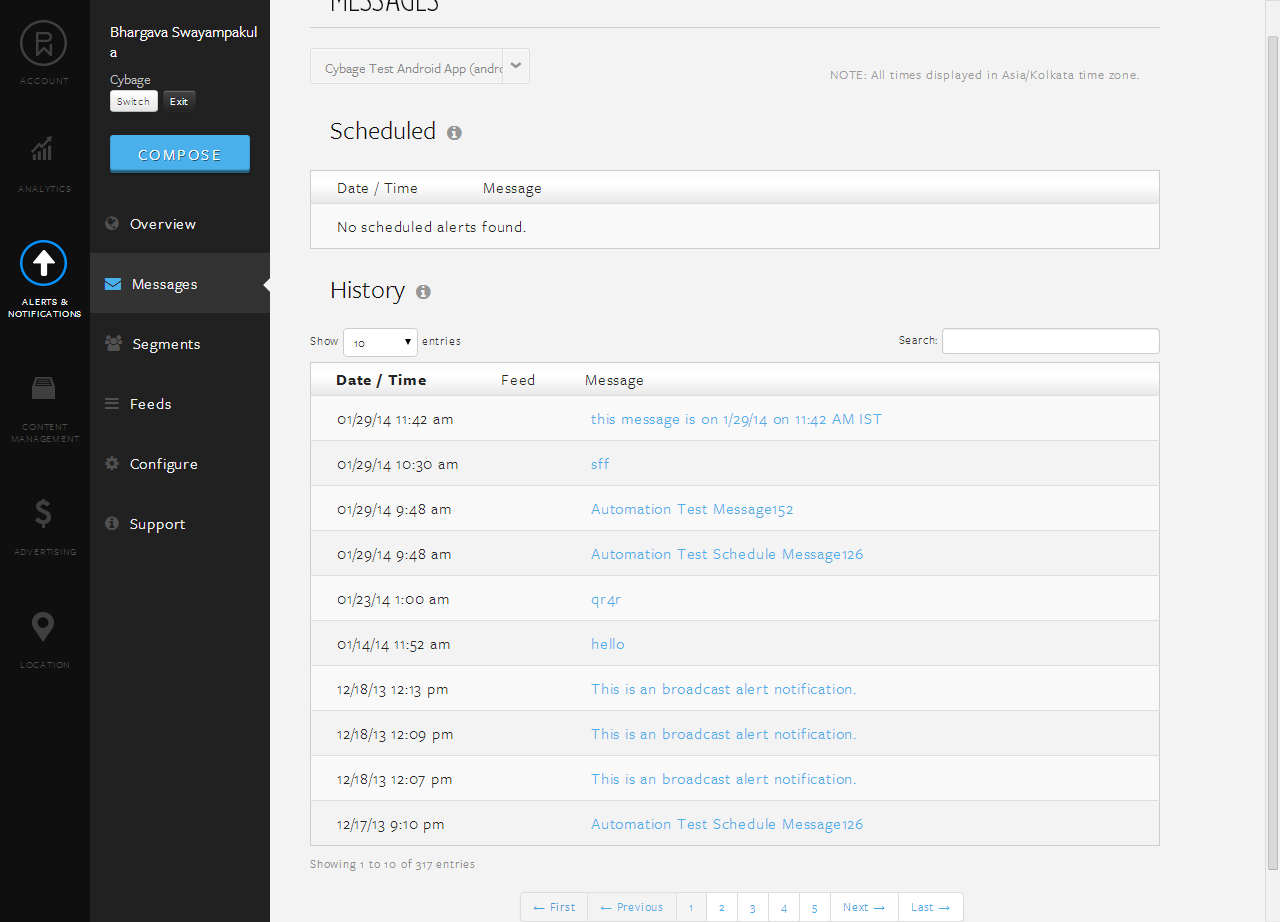 MESSAGES
Bhargava Swayampakul
a
Cybage
Switch Exit
COMPOSE
ACCOUNT
ANALYTICS
ALERTS &
NOTIFICATIONS
CONTENT
MANAGEMENT
ADVERTISING
LOCATION
Overview
Messages
Segments
Feeds
Configure
Support
Cybage Test Android App (andro
NOTE: All times displayed in Asia/Kolkata time zone.
Scheduled
Date / Time Message
No scheduled alerts found.
History
Show 10 entries Search:
Date / Time Feed Message
01/29/14 11:42 am this message is on 1/29/14 on 11:42 AM IST
01/29/14 10:30 am sff
01/29/14 9:48 am Automation Test Message152
01/29/14 9:48 am Automation Test Schedule Message126
01/23/14 1:00 am qr4r
01/14/14 11:52 am hello
12/18/13 12:13 pm This is an broadcast alert notification.
12/18/13 12:09 pm This is an broadcast alert notification.
12/18/13 12:07 pm This is an broadcast alert notification.
12/17/13 9:10 pm Automation Test Schedule Message126
Showing 1 to 10 of 317 entries
← First ← Previous 1 2 3 4 5 Next → Last →